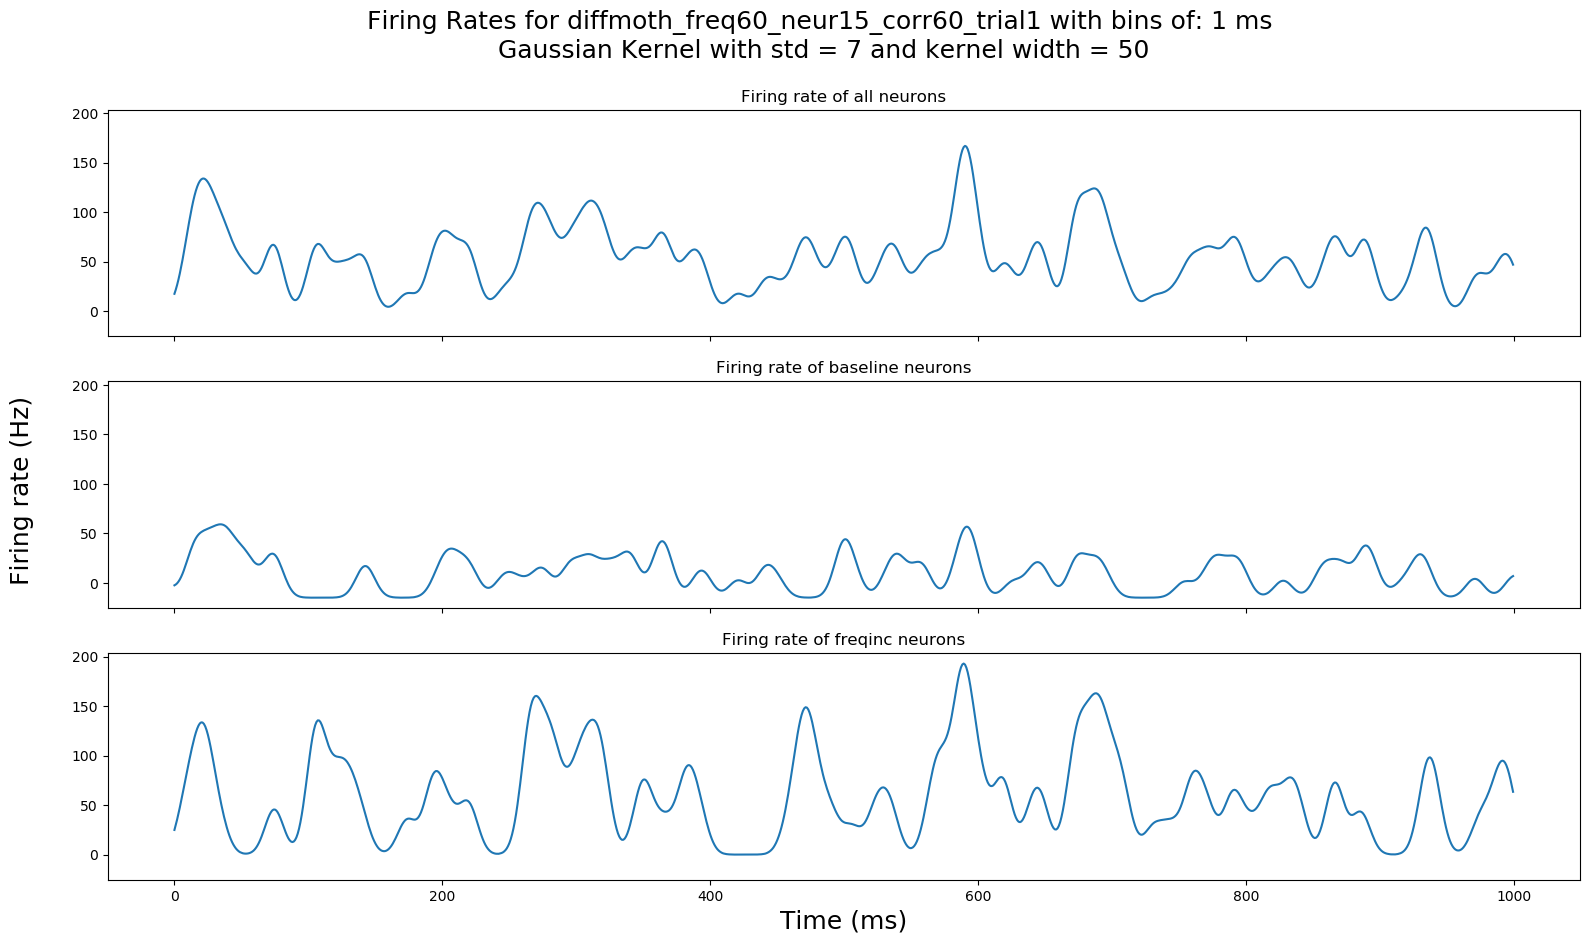 Firing Rates for diffmoth_freq60_neur15_corr60_trial1 with bins of: 1 ms
Gaussian Kernel with std = 7 and kernel width = 50
Firing rate of all neurons
200
150
100
50
0
Firing rate of baseline neurons
200
150
100
50
0
Firing rate (Hz)
Firing rate of freqinc neurons
200
150
100
50
0
0 200 400 600 800 1000
Time (ms)